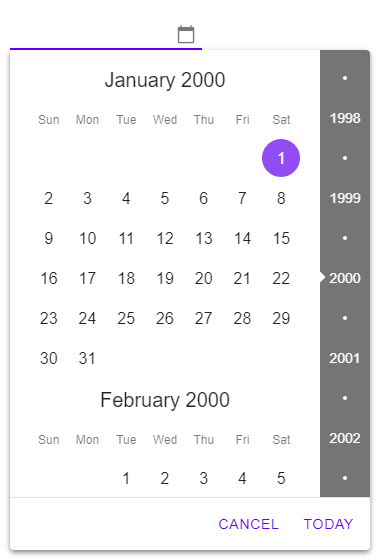 January 2000
Sun Mon Tue Wed Thu Fri Sat
1
2 3 4 5 6 7 8
9 10 11 12 13 14 15
16 17 18 19 20 21 22
23 24 25 26 27 28 29
30 31
February 2000
Sun Mon Tue Wed Thu Fri Sat
1 2 3 4 5
1998
1999
2000
2001
2002
CANCEL TODAY